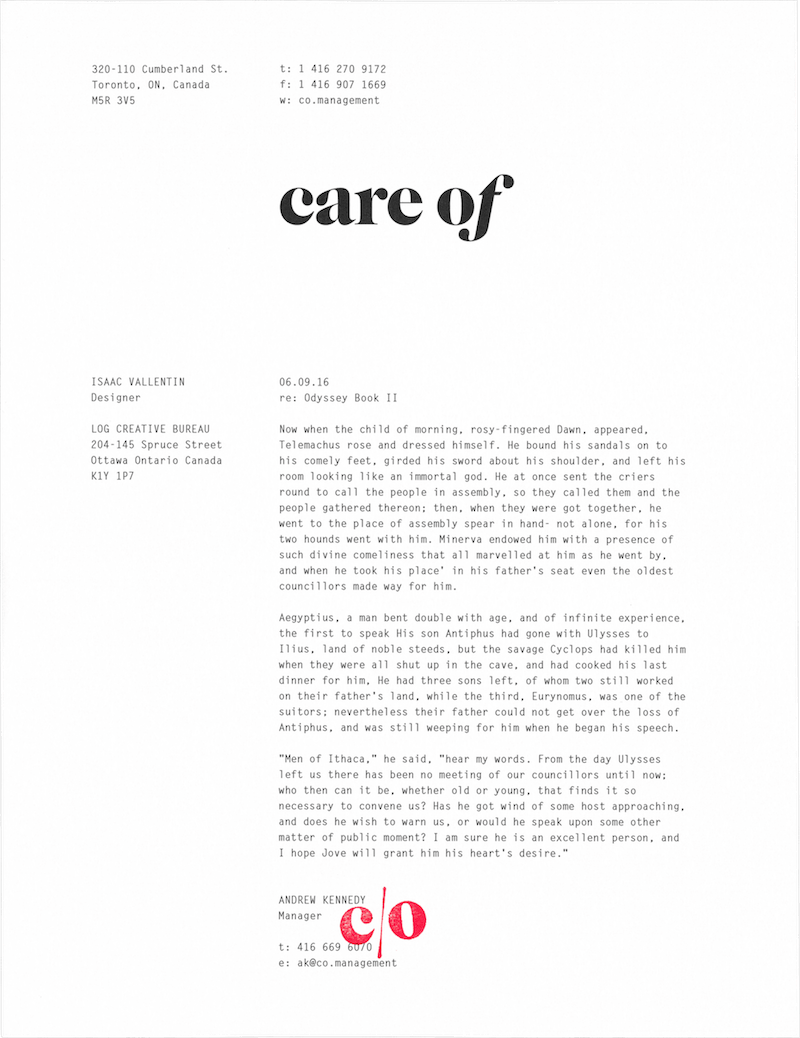 320-110 Cumberland St.
Toronto, ON, Canada
M5R 3V5
t: 1 416 270 9172
f: 1 416 907 1669
w: co.management
care of
ISAAC VALLENTIN
Designer
LOG CREATIVE BUREAU
204-145 Spruce Street
Ottawa Ontario Canada
K1Y 1P7
06.09.16
re: Odyssey Book II
Now when the child of morning, rosy-fingered Dawn, appeared,
Telemachus rose and dressed himself. He bound his sandals on to
his comely feet, girded his sword about his shoulder, and left his
room looking like an immortal god. He at once sent the criers
round to call the people in assembly, so they called them and the
people gathered thereon; then, when they were got together, he
went to the place of assembly spear in hand- not alone, for his
two hounds went with him. Minerva endowed him with a presence of
such divine comeliness that all marvelled at him as he went by,
and when he took his place' in his father's seat even the oldest
councillors made way for him.
Aegyptius, a man bent double with age, and of infinite experience,
the first to speak His son Antiphus had gone with Ulysses to
Ilius, land of noble steeds, but the savage Cyclops had killed him
when they were all shut up in the cave, and had cooked his last
dinner for him, He had three sons left, of whom two still worked
on their father's land, while the third, Eurynomus, was one of the
suitors; nevertheless their father could not get over the loss of
Antiphus, and was still weeping for him when he began his speech.
"Men of Ithaca," he said, "hear my words. From the day Ulysses
left us there has been no meeting of our councillors until now;
who then can it be, whether old or young, that finds it so
necessary to convene us? Has he got wind of some host approaching,
and does he wish to warn us, or would he speak upon some other
matter of public moment? I am sure he is an excellent person, and
I hope Jove will grant him his heart's desire."
ANDREW KENNEDY
Manager
c/o
t: 416 669 6070
e: ak@co.management